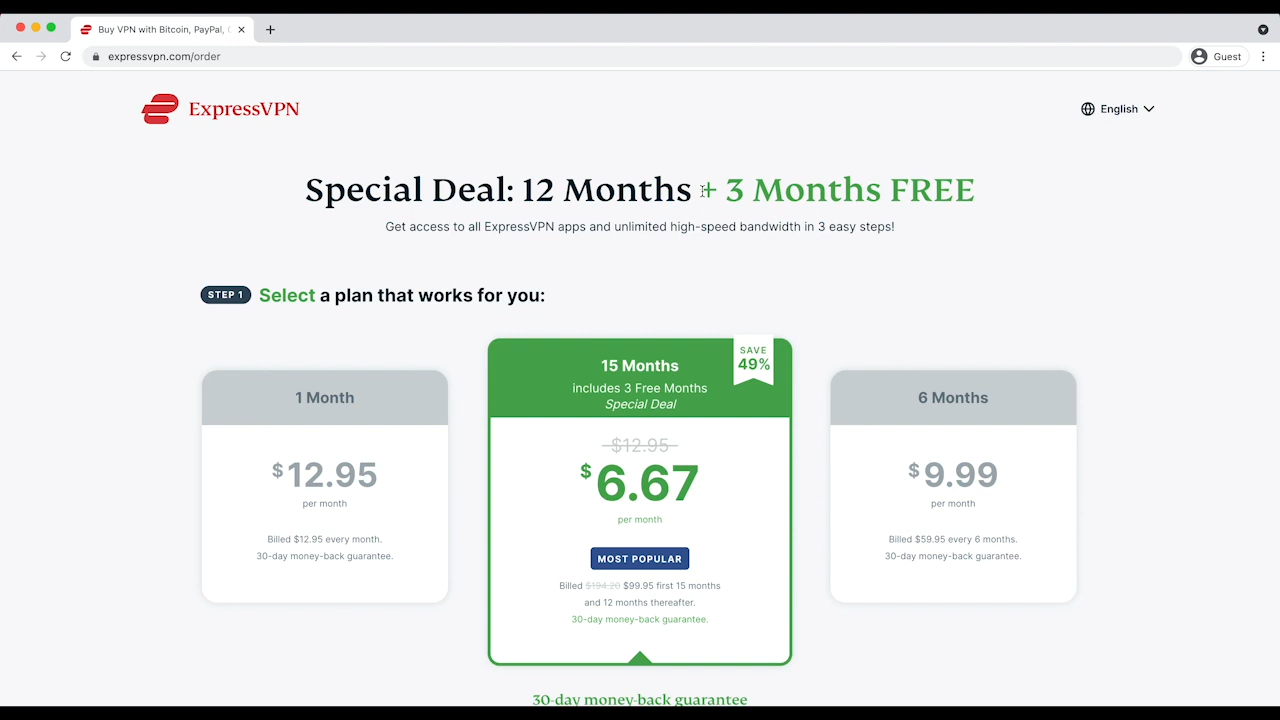 Buy VPN with Bitcoin, PayPal,
expressvpn.com/order
Guest
ExpressVPN
English
Special Deal: 12 Months + 3 Months FREE
Get access to all ExpressVPN apps and unlimited high-speed bandwidth in 3 easy steps!
STEP 1 Select a plan that works for you:
1 Month
$12.95
per month
Billed $12.95 every month.
30-day money-back guarantee.
SAVE
49%
15 Months
includes 3 Free Months
Special Deal
$12.95
$6.67
per month
MOST POPULAR
Billed $194.20 $99.95 first 15 months
and 12 months thereafter.
30-day money-back guarantee.
6 Months
$9.99
per month
Billed $59.95 every 6 months.
30-day money-back guarantee.
30-day money-back guarantee